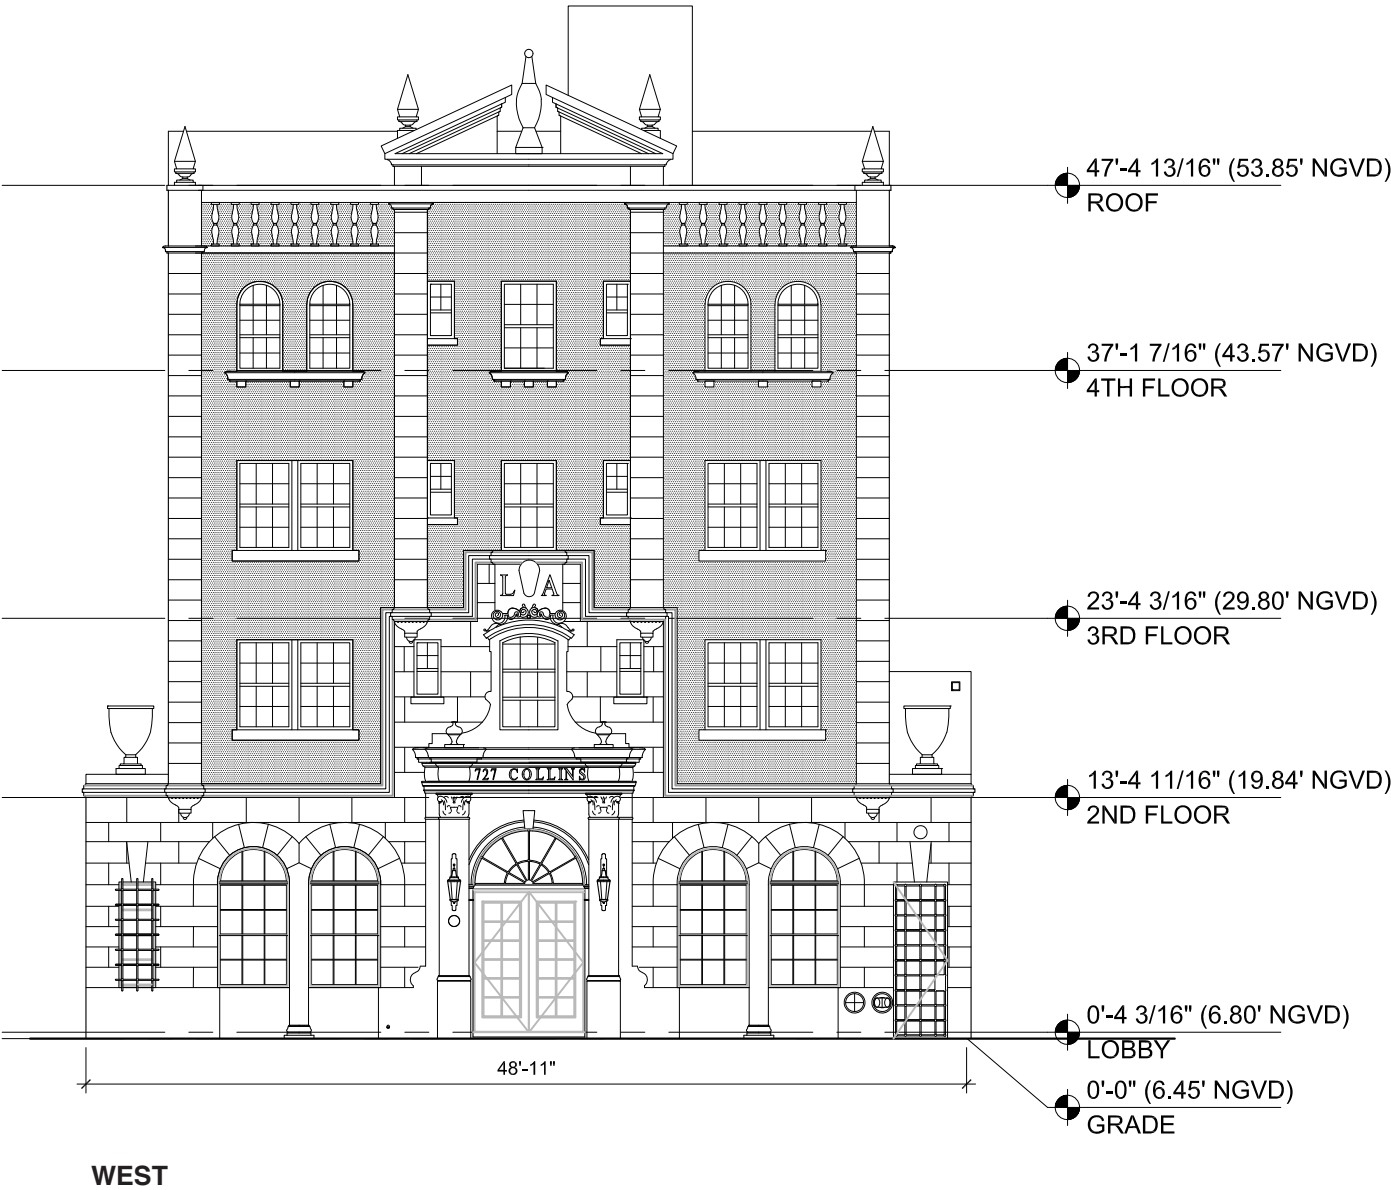 47'-4 13/16" (53.85' NGVD)
ROOF
37'-1 7/16" (43.57' NGVD)
4TH FLOOR
L A
23'-4 3/16" (29.80' NGVD)
3RD FLOOR
727 COLLINS
13'-4 11/16" (19.84' NGVD)
2ND FLOOR
0'-4 3/16" (6.80' NGVD)
LOBBY
48'-11"
0'-0" (6.45' NGVD)
GRADE
WEST